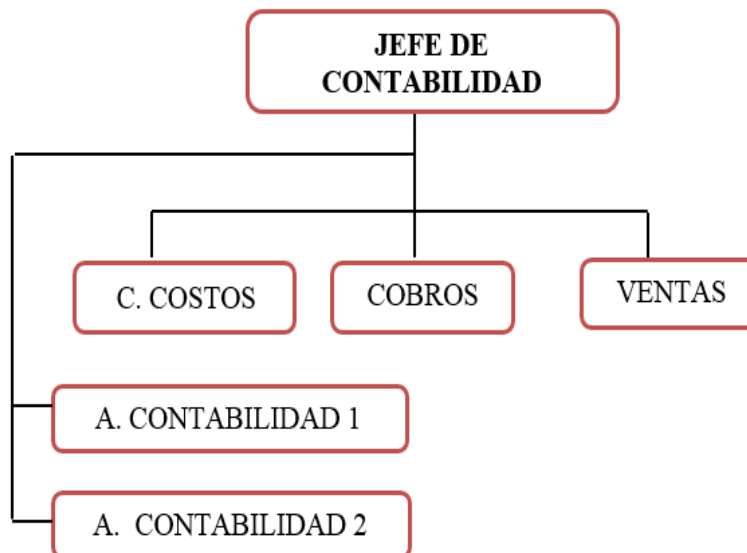 JEFE DE
CONTABILIDAD
C. COSTOS
COBROS
VENTAS
A. CONTABILIDAD 1
A. CONTABILIDAD 2